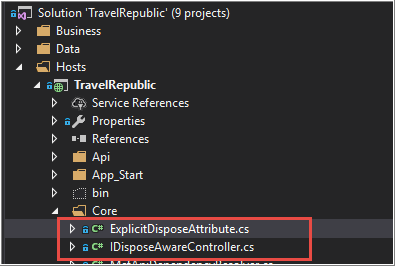 Solution 'TravelRepublic' (9 projects)
Business
Data
Hosts
TravelRepublic
Service References
Properties
References
Api
App_Start
bin
Core
C# ExplicitDisposeAttribute.cs
C# IDisposeAwareController.cs